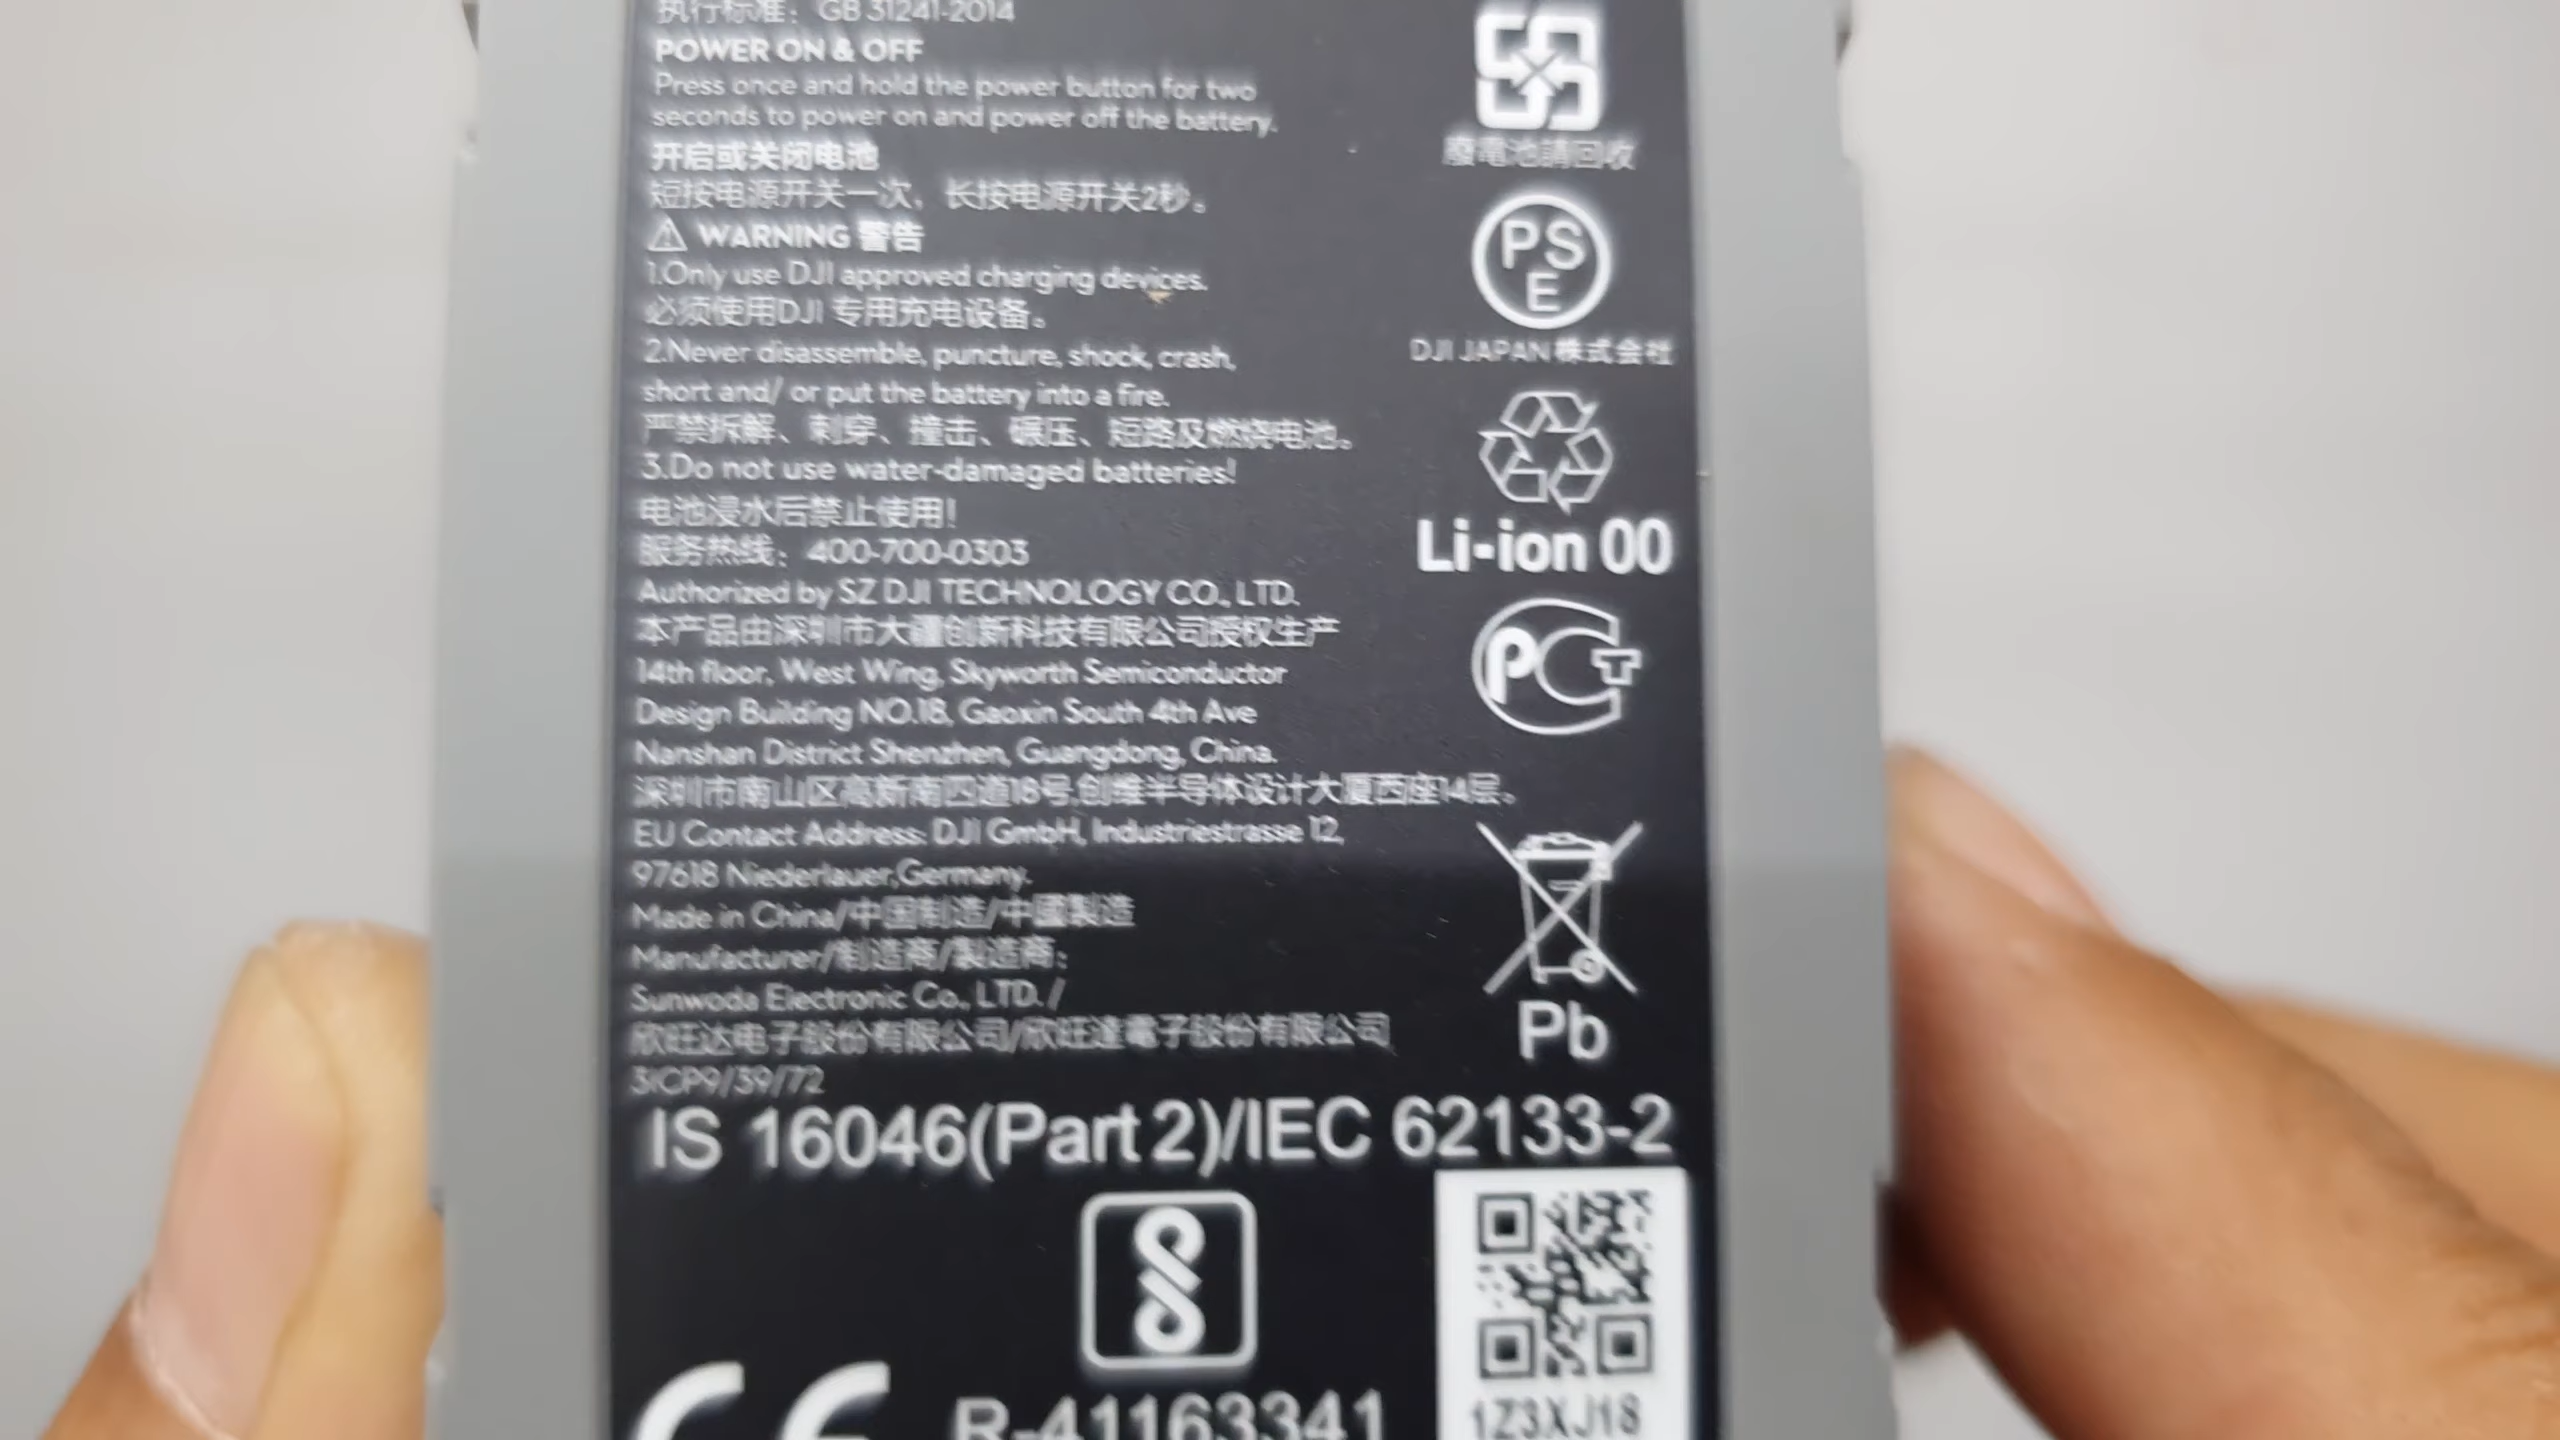 执行标准：GB 31241-2014
POWER ON & OFF
Press once and hold the power button for two
seconds to power on and power off the battery.
开启或关闭电池
短按电源开关一次，长按电源开关2秒。
WARNING 警告
1.Only use DJI approved charging devices.
必须使用DJI 专用充电设备。
2.Never disassemble, puncture, shock, crash,
short and/ or put the battery into a fire.
严禁拆解、刺穿、撞击、碾压、短路及燃烧电池。
3.Do not use water-damaged batteries!
电池浸水后禁止使用！
服务热线：400-700-0303
Authorized by SZ DJI TECHNOLOGY CO., LTD.
本产品由深圳市大疆创新科技有限公司授权生产
14th floor, West Wing, Skyworth Semiconductor
Design Building NO.18, Gaoxin South 4th Ave
Nanshan District Shenzhen, Guangdong, China.
深圳市南山区高新南四道18号,创维半导体设计大厦西座14层。
EU Contact Address: DJI GmbH, Industriestrasse 12,
97618 Niederlauer,Germany.
Made in China/中国制造/中國製造
Manufacturer/制造商/製造商：
Sunwoda Electronic Co., LTD. /
欣旺达电子股份有限公司/欣旺達電子股份有限公司
3ICP9/39/72
IS 16046(Part 2)/IEC 62133-2
CE
R-41163341
廢電池請回收
PS
E
DJI JAPAN 株式会社
Li-ion 00
PCT
Pb
1Z3XJ18